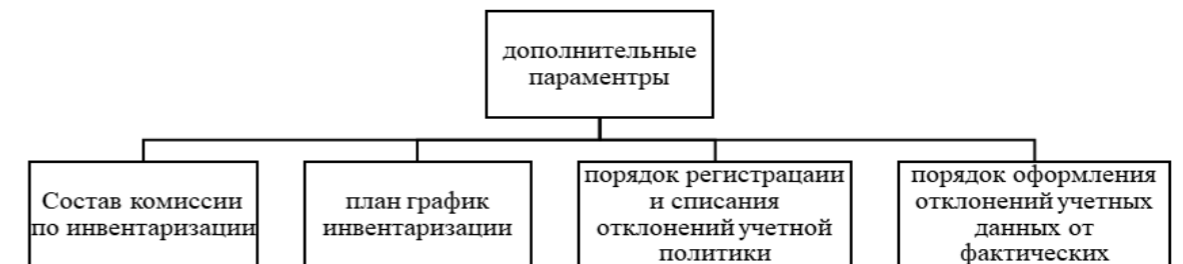 дополнительные
параментры
Состав комиссии
по инвентаризации
план график
инвентаризации
порядок регистрацаии
и списания
отклонений учетной
политики
порядок оформления
отклонений учетных
данных от
фактических